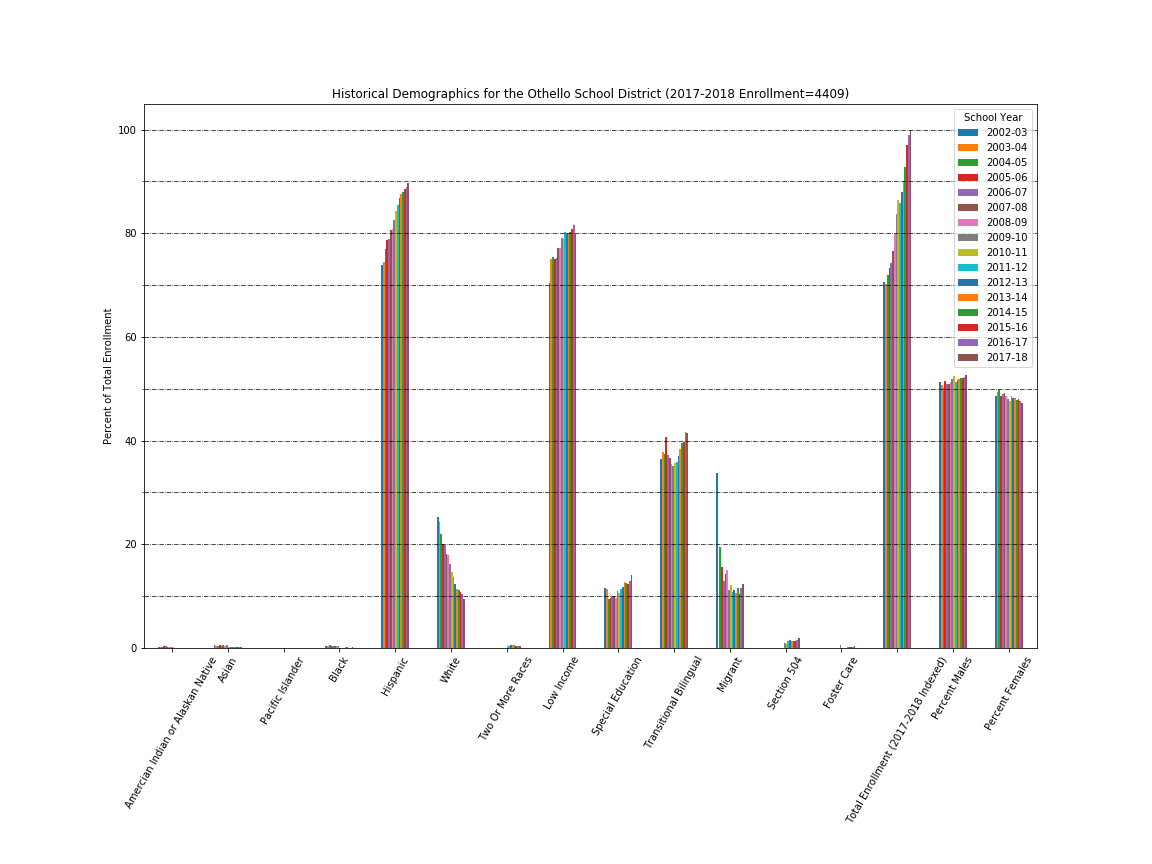 Historical Demographics for the Othello School District (2017-2018 Enrollment=4409)
Percent of Total Enrollment
100
80
60
40
20
0
School Year
2002-03
2003-04
2004-05
2005-06
2006-07
2007-08
2008-09
2009-10
2010-11
2011-12
2012-13
2013-14
2014-15
2015-16
2016-17
2017-18
Amercian Indian or Alaskan Native
Asian
Pacific Islander
Black
Hispanic
White
Two Or More Races
Low Income
Special Education
Transitional Bilingual
Migrant
Section 504
Foster Care
Total Enrollment (2017-2018 Indexed)
Percent Males
Percent Females